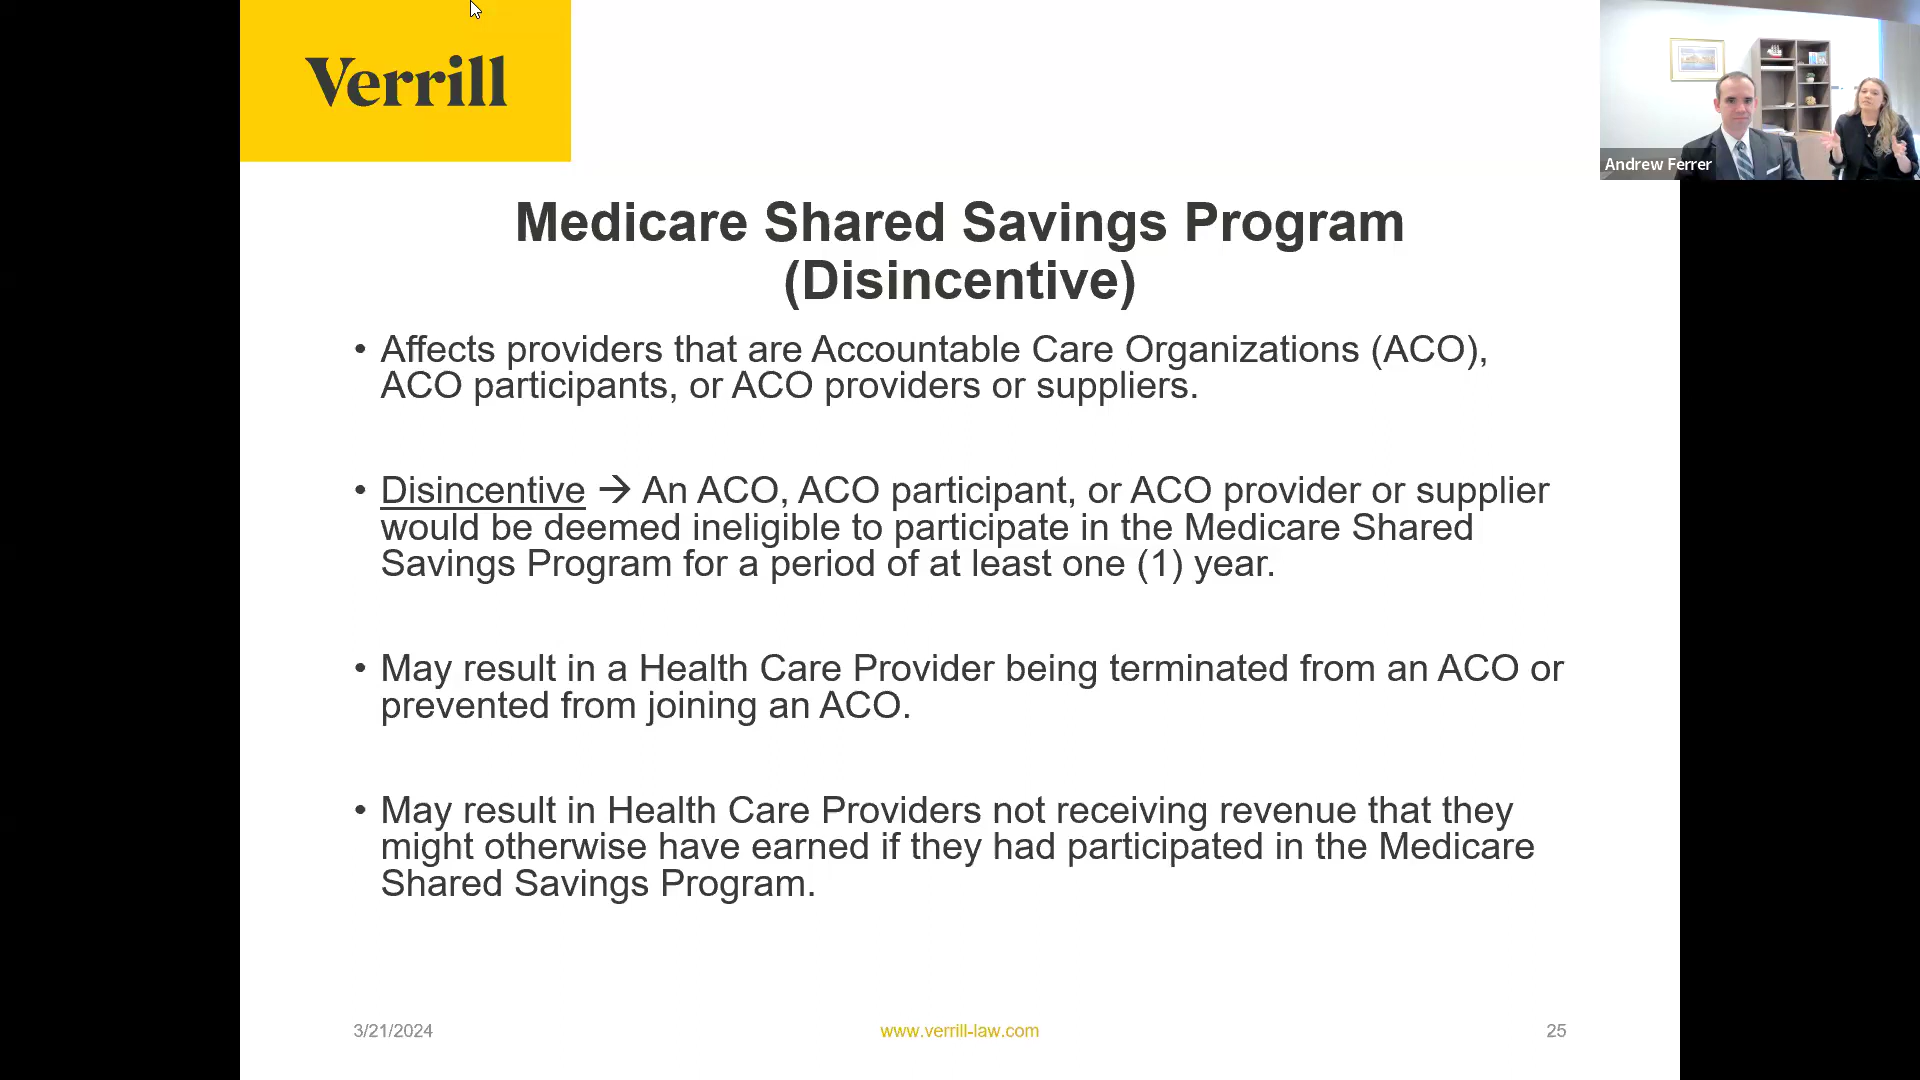 Verrill
Andrew Ferrer
Medicare Shared Savings Program
(Disincentive)
• Affects providers that are Accountable Care Organizations (ACO),
ACO participants, or ACO providers or suppliers.
• Disincentive → An ACO, ACO participant, or ACO provider or supplier
would be deemed ineligible to participate in the Medicare Shared
Savings Program for a period of at least one (1) year.
• May result in a Health Care Provider being terminated from an ACO or
prevented from joining an ACO.
• May result in Health Care Providers not receiving revenue that they
might otherwise have earned if they had participated in the Medicare
Shared Savings Program.
3/21/2024
www.verrill-law.com
25